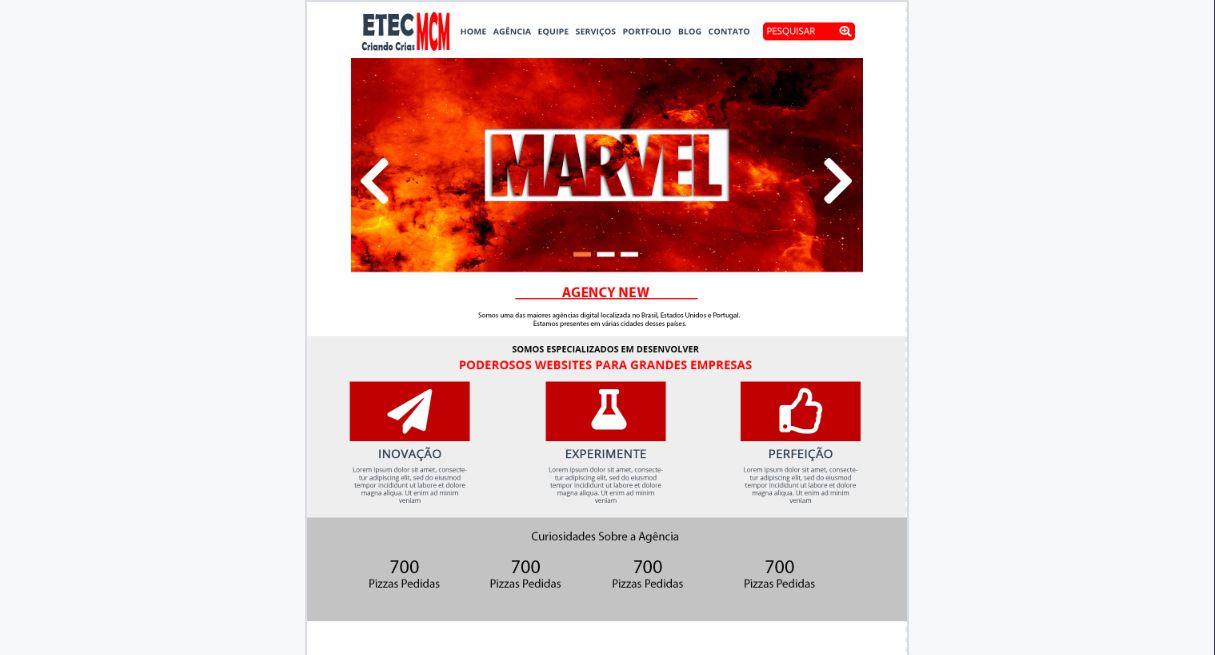 ETEC MCM
Criando Crias
HOME AGÊNCIA EQUIPE SERVIÇOS PORTFOLIO BLOG CONTATO
PESQUISAR
MARVEL
AGENCY NEW
Somos uma das maiores agências digital localizada no Brasil, Estados Unidos e Portugal.
Estamos presentes em várias cidades desses países.
SOMOS ESPECIALIZADOS EM DESENVOLVER
PODEROSOS WEBSITES PARA GRANDES EMPRESAS
INOVAÇÃO
Lorem ipsum dolor sit amet, consecte-
tur adipiscing elit, sed do eiusmod
tempor incididunt ut labore et dolore
magna aliqua. Ut enim ad minim
veniam
EXPERIMENTE
Lorem ipsum dolor sit amet, consecte-
tur adipiscing elit, sed do eiusmod
tempor incididunt ut labore et dolore
magna aliqua. Ut enim ad minim
veniam
PERFEIÇÃO
Lorem ipsum dolor sit amet, consecte-
tur adipiscing elit, sed do eiusmod
tempor incididunt ut labore et dolore
magna aliqua. Ut enim ad minim
veniam
Curiosidades Sobre a Agência
700
Pizzas Pedidas
700
Pizzas Pedidas
700
Pizzas Pedidas
700
Pizzas Pedidas